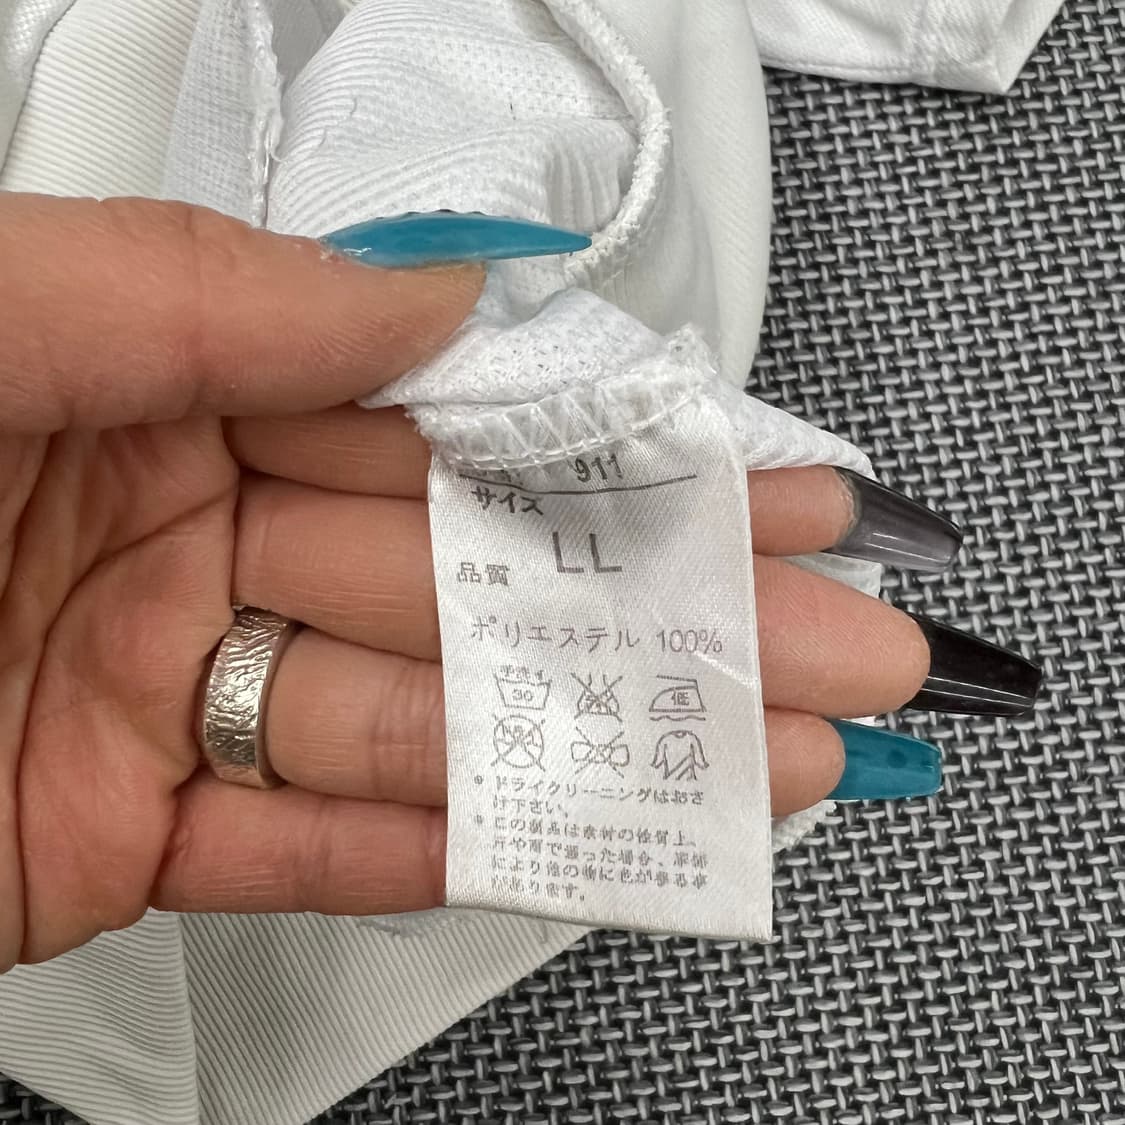 911
サイズ
LL
品質
ポリエステル 100%
手洗イ
30
低
* ドライクリーニングはおさ
け下さい。
* この製品は素材の性質上、
汗や雨で湿った場合、摩擦
により他の物に色が移る事
があります。